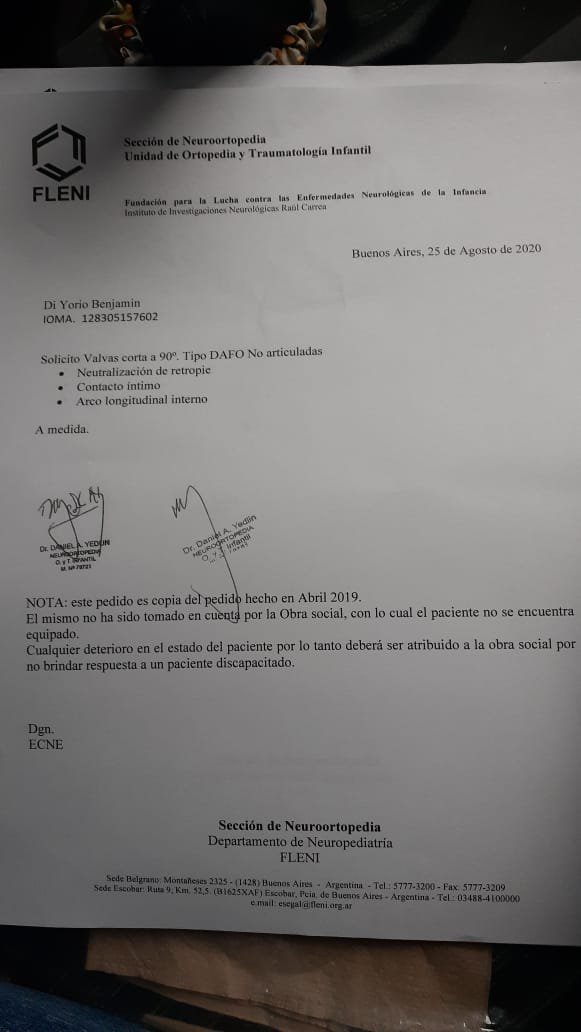 FLENI
Sección de Neuroortopedia
Unidad de Ortopedia y Traumatología Infantil
Fundación para la Lucha contra las Enfermedades Neurológicas de la Infancia
Instituto de Investigaciones Neurológicas Raúl Carrea
Buenos Aires, 25 de Agosto de 2020
Di Yorio Benjamin
IOMA. 128305157602
Solicito Valvas corta a 90º. Tipo DAFO No articuladas
• Neutralización de retropie
• Contacto íntimo
• Arco longitudinal interno
A medida.
Dr. DANIEL A. YEDLIN
NEUROORTOPEDIA
O. y T. INFANTIL
M. Nº 70721
Dr. Daniel A. Yedlin
NEUROORTOPEDIA
O. y T. Infantil
NOTA: este pedido es copia del pedido hecho en Abril 2019.
El mismo no ha sido tomado en cuenta por la Obra social, con lo cual el paciente no se encuentra
equipado.
Cualquier deterioro en el estado del paciente por lo tanto deberá ser atribuido a la obra social por
no brindar respuesta a un paciente discapacitado.
Dgn.
ECNE
Sección de Neuroortopedia
Departamento de Neuropediatría
FLENI
Sede Belgrano: Montañeses 2325 - (1428) Buenos Aires - Argentina - Tel.: 5777-3200 - Fax: 5777-3209
Sede Escobar: Ruta 9, Km. 52,5. (B1625XAF) Escobar, Pcia. de Buenos Aires - Argentina - Tel.: 03488-4100000
e.mail: esegal@fleni.org.ar